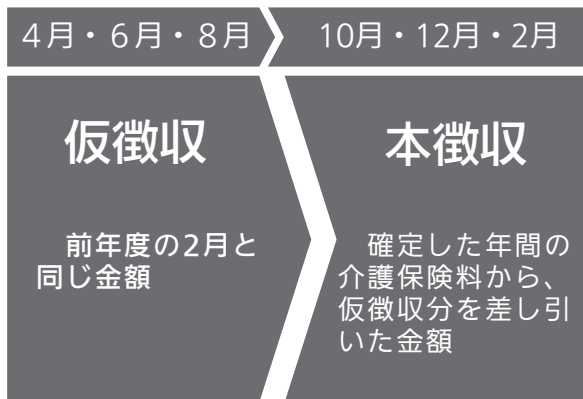 4月・6月・8月
10月・12月・2月
仮徴収
前年度の2月と
同じ金額
本徴収
確定した年間の
介護保険料から、
仮徴収分を差し引
いた金額